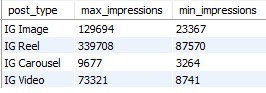 post_type max_impressions min_impressions
IG Image 129694 23367
IG Reel 339708 87570
IG Carousel 9677 3264
IG Video 73321 8741